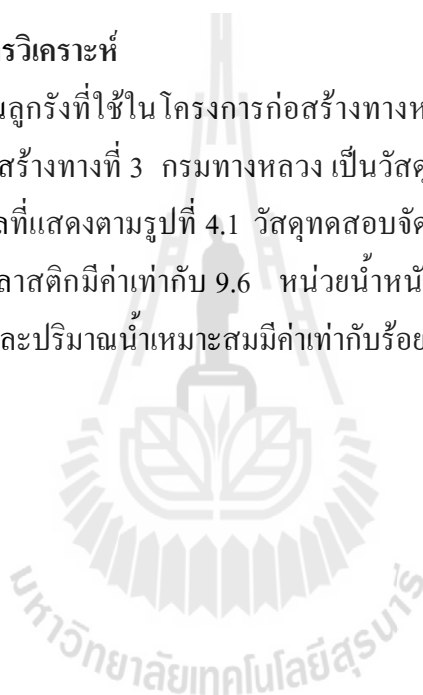 รวิเคราะห์
นลูกรังที่ใช้ในโครงการก่อสร้างทางห
สร้างทางที่ 3 กรมทางหลวง เป็นวัสดุ
ลที่แสดงตามรูปที่ 4.1 วัสดุทดสอบจัด
ลาสติกมีค่าเท่ากับ 9.6 หน่วยน้ำหนั
ละปริมาณน้ำเหมาะสมมีค่าเท่ากับร้อย
มหาวิทยาลัยเทคโนโลยีสุรนารี